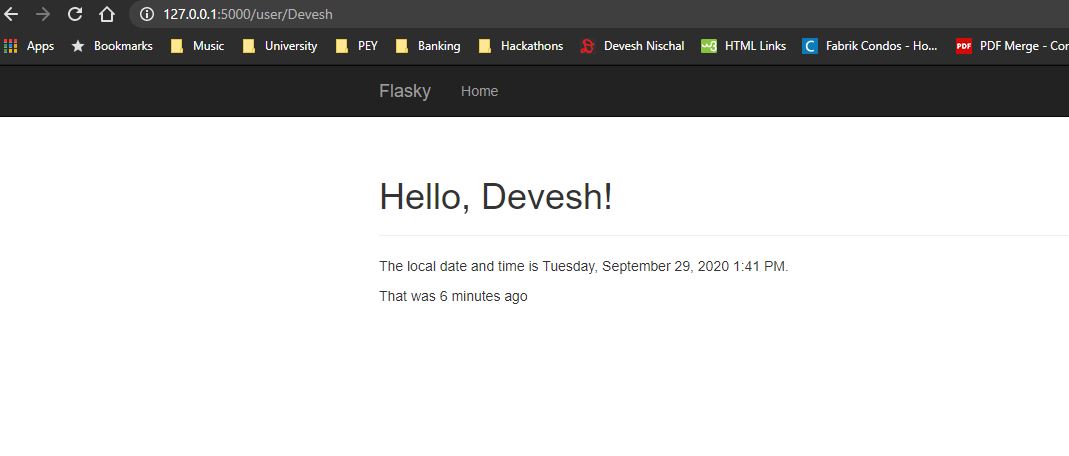 127.0.0.1:5000/user/Devesh
Apps Bookmarks Music University PEY Banking Hackathons Devesh Nischal HTML Links Fabrik Condos - Ho... PDF Merge - Cor
Flasky Home
Hello, Devesh!
The local date and time is Tuesday, September 29, 2020 1:41 PM.
That was 6 minutes ago